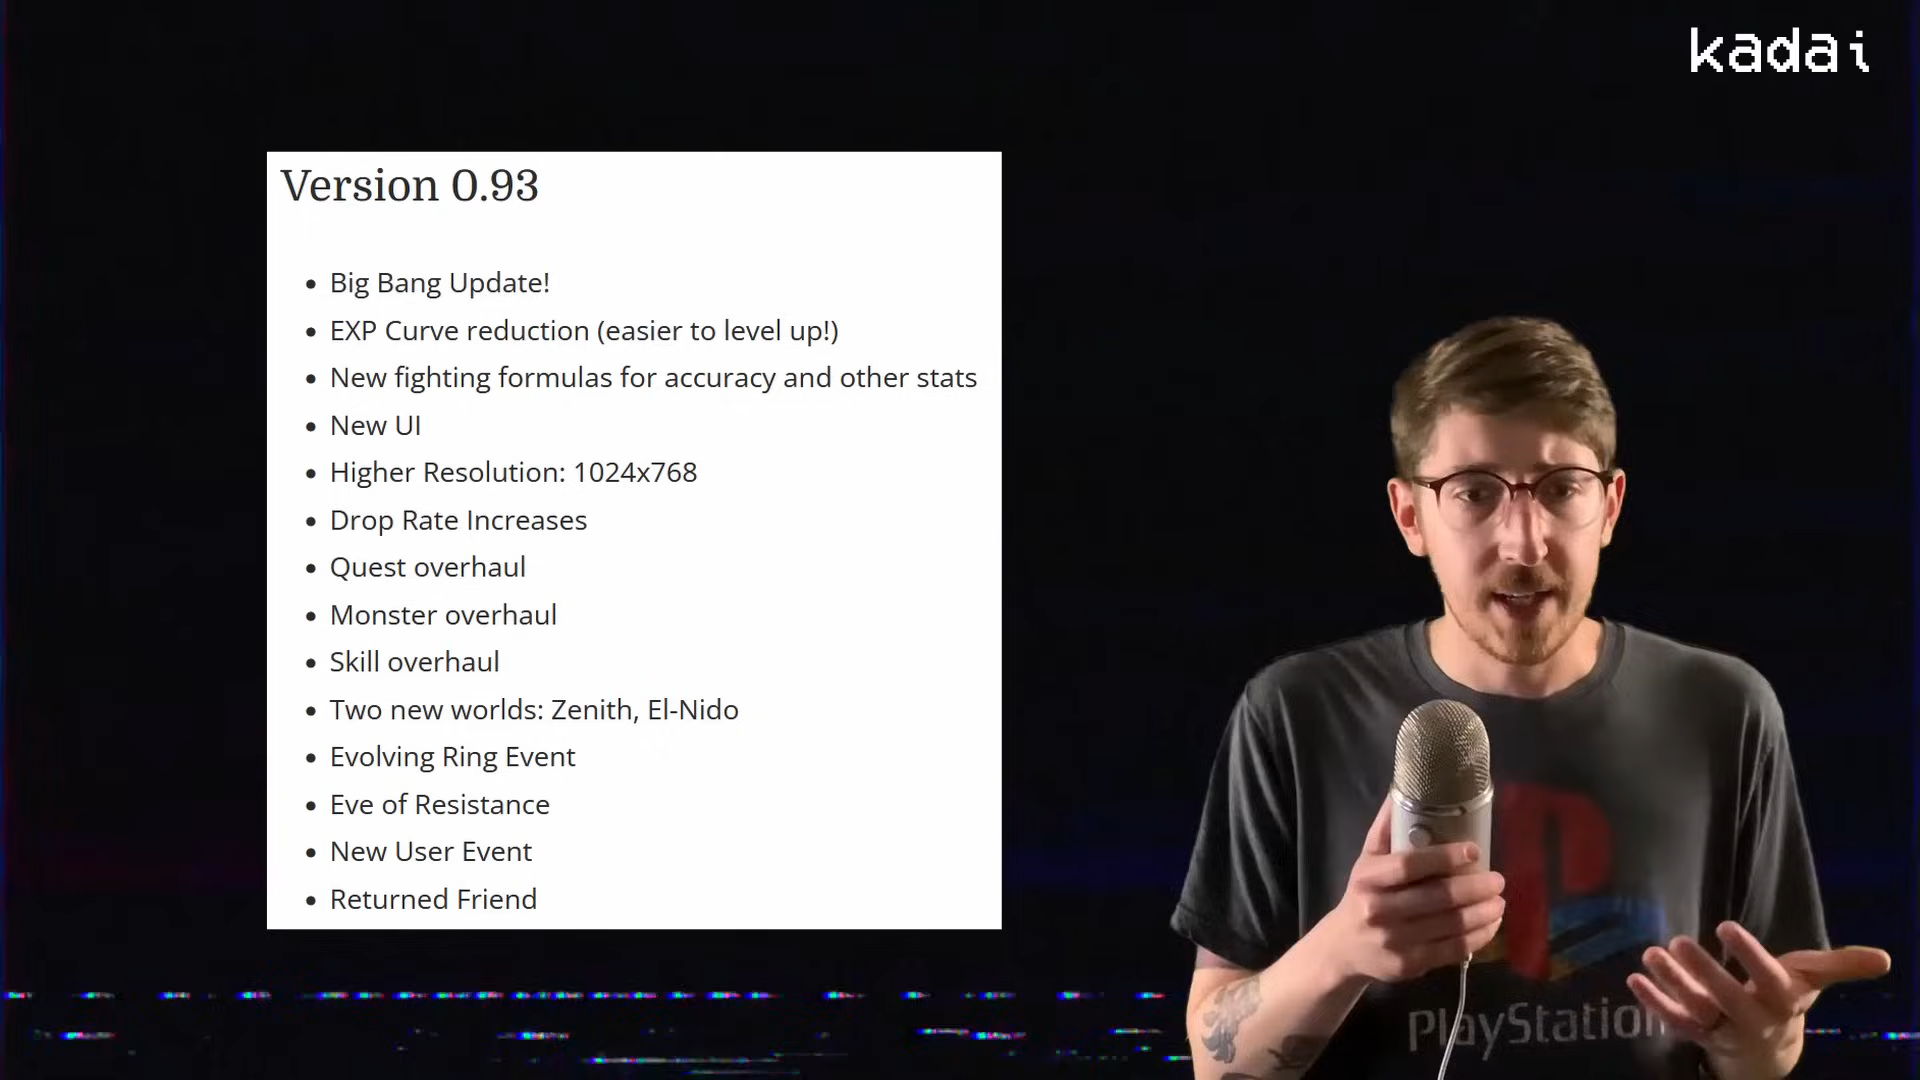 kadai
Version 0.93
• Big Bang Update!
• EXP Curve reduction (easier to level up!)
• New fighting formulas for accuracy and other stats
• New UI
• Higher Resolution: 1024x768
• Drop Rate Increases
• Quest overhaul
• Monster overhaul
• Skill overhaul
• Two new worlds: Zenith, El-Nido
• Evolving Ring Event
• Eve of Resistance
• New User Event
• Returned Friend
PlayStation